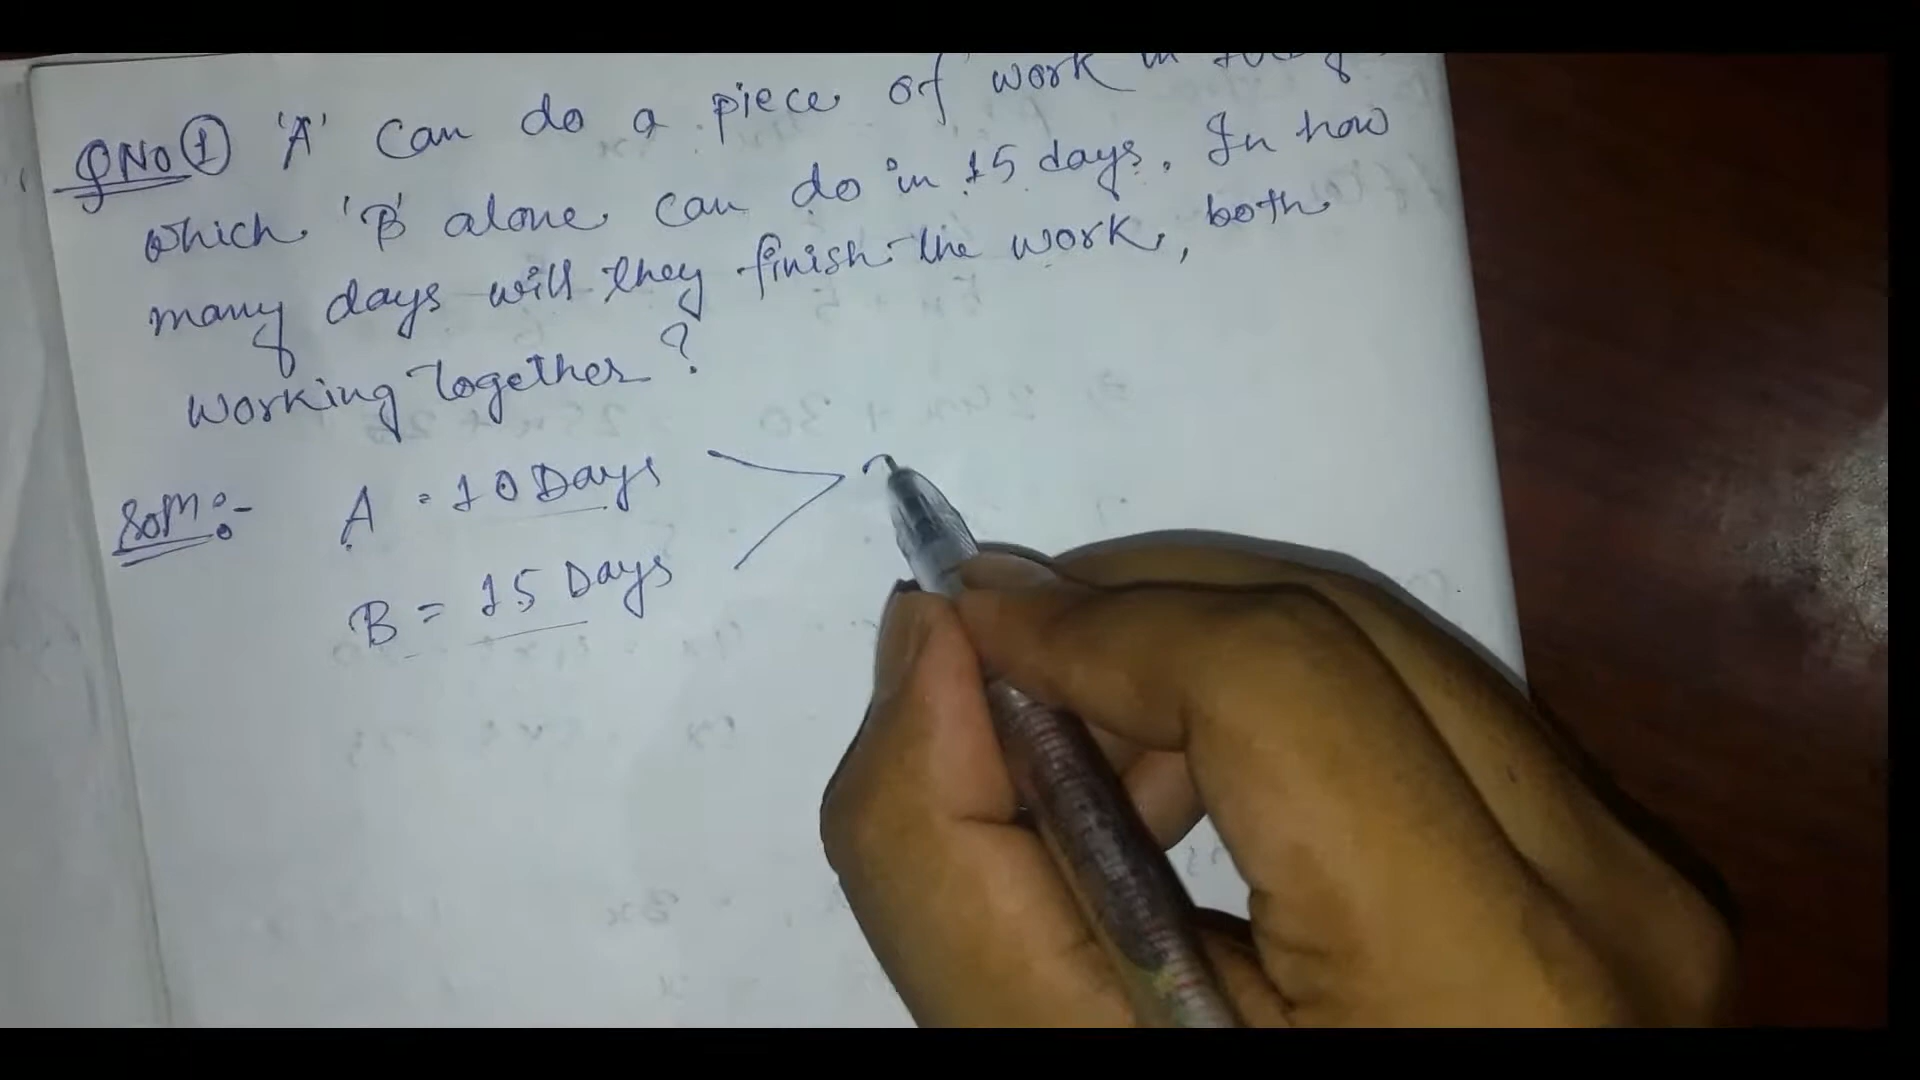 QNO ① 'A' can do a piece of work in
which 'B' alone can do in 15 days. In how
many days will they finish the work, both
working together?
Soln:- A = 10 Days
B = 15 Days